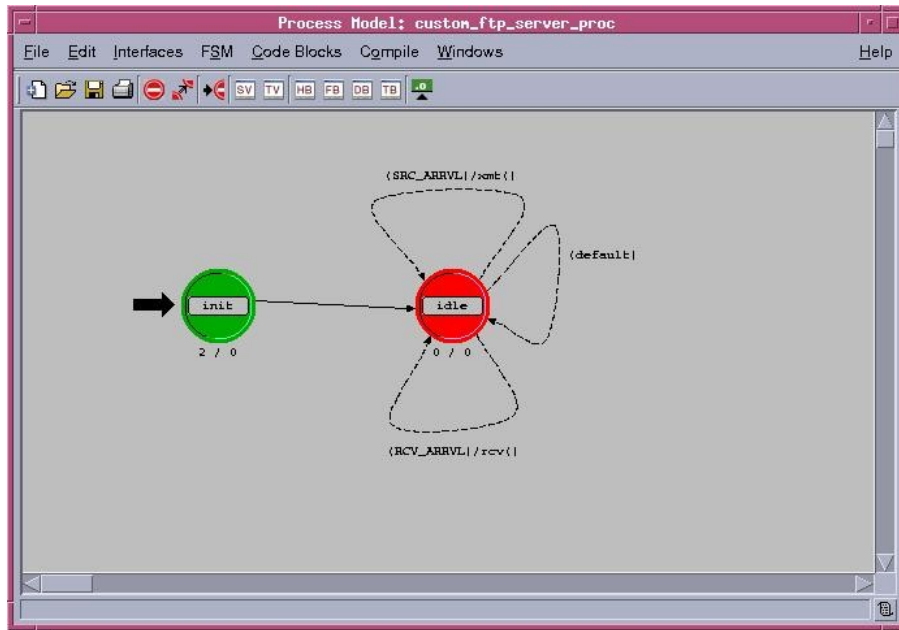 Process Model: custom_ftp_server_proc
File Edit Interfaces FSM Code Blocks Compile Windows Help
SV TV HB FB DB TB .0
(SRC_ARRVL)/xmt()
(default)
init
idle
2 / 0
0 / 0
(RCV_ARRVL)/rcv()